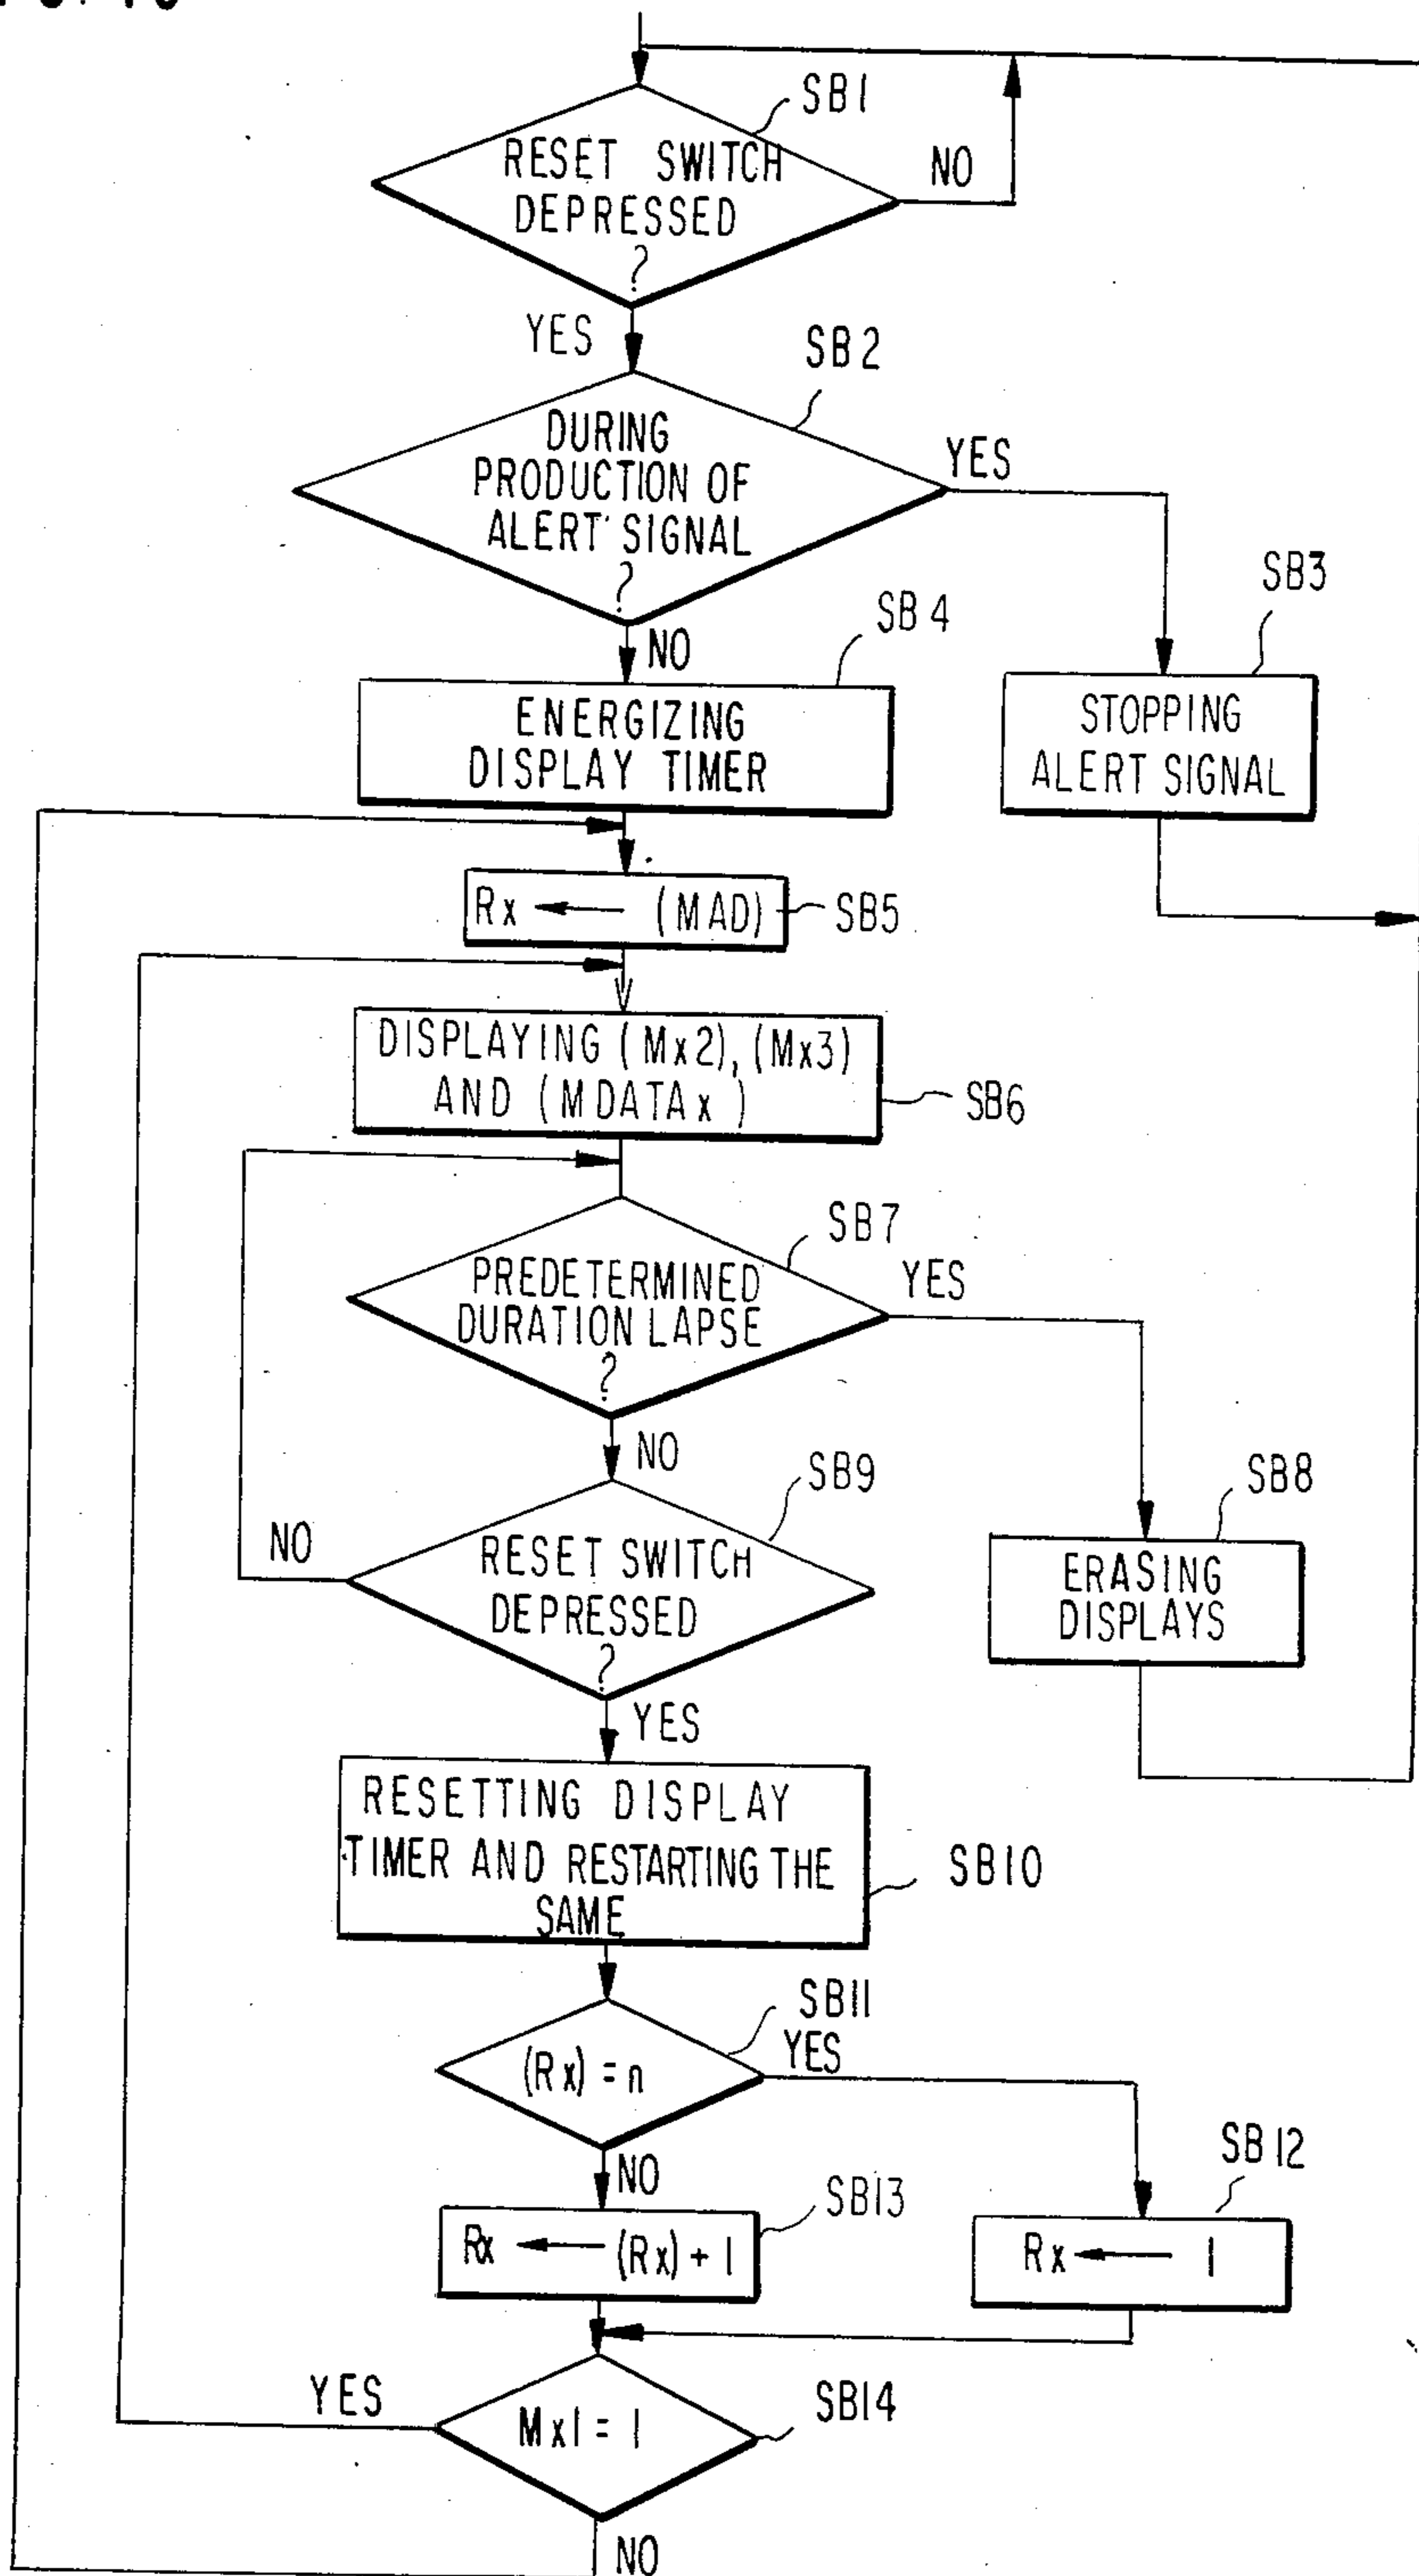 SB1
RESET SWITCH
DEPRESSED
?
NO
YES
SB2
DURING
PRODUCTION OF
ALERT SIGNAL
?
YES
NO
SB3
STOPPING
ALERT SIGNAL
SB4
ENERGIZING
DISPLAY TIMER
Rx ← (MAD)
SB5
DISPLAYING (Mx2), (Mx3)
AND (MDATAx)
SB6
SB7
PREDETERMINED
DURATION LAPSE
?
YES
NO
SB8
ERASING
DISPLAYS
SB9
RESET SWITCH
DEPRESSED
?
NO
YES
RESETTING DISPLAY
TIMER AND RESTARTING THE
SAME
SB10
SB11
(Rx) = n
YES
NO
SB12
Rx ← 1
SB13
Rx ← (Rx) + 1
SB14
Mx1 = 1
YES
NO